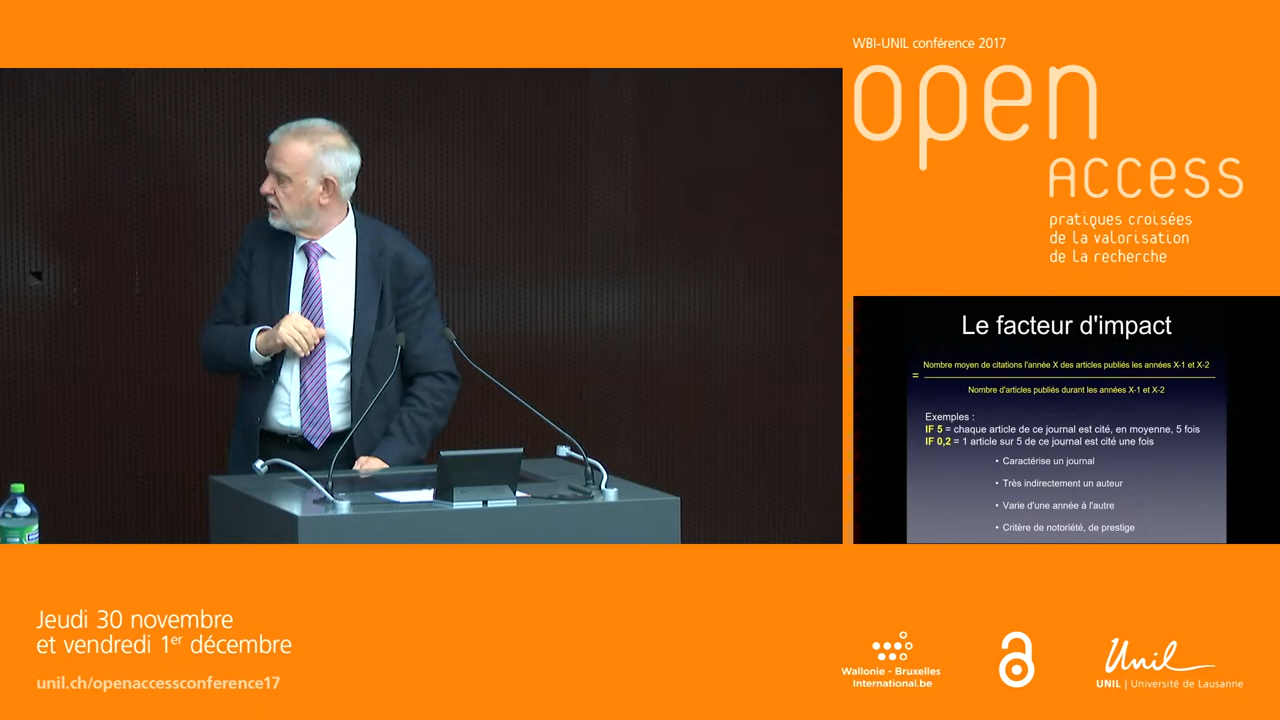 WBI-UNIL conférence 2017
open
access
pratiques croisées
de la valorisation
de la recherche
Le facteur d'impact
Nombre moyen de citations l'année X des articles publiés les années X-1 et X-2
=
Nombre d'articles publiés durant les années X-1 et X-2
Exemples :
IF 5 = chaque article de ce journal est cité, en moyenne, 5 fois
IF 0,2 = 1 article sur 5 de ce journal est cité une fois
• Caractérise un journal
• Très indirectement un auteur
• Varie d'une année à l'autre
• Critère de notoriété, de prestige
Jeudi 30 novembre
et vendredi 1er décembre
unil.ch/openaccessconference17
Wallonie - Bruxelles
International.be
Unil
UNIL | Université de Lausanne